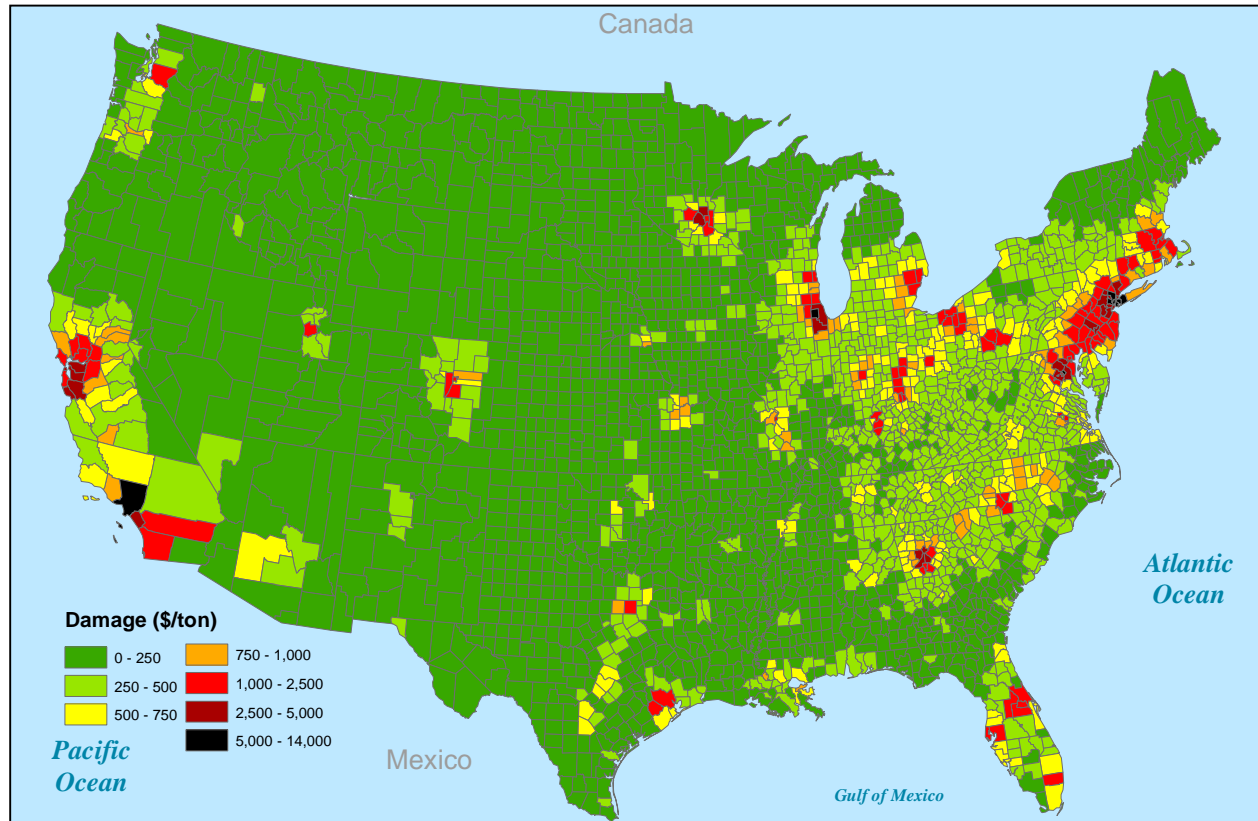 Canada
Atlantic
Ocean
Damage ($/ton)
0 - 250
250 - 500
500 - 750
750 - 1,000
1,000 - 2,500
2,500 - 5,000
5,000 - 14,000
Pacific
Ocean
Mexico
Gulf of Mexico